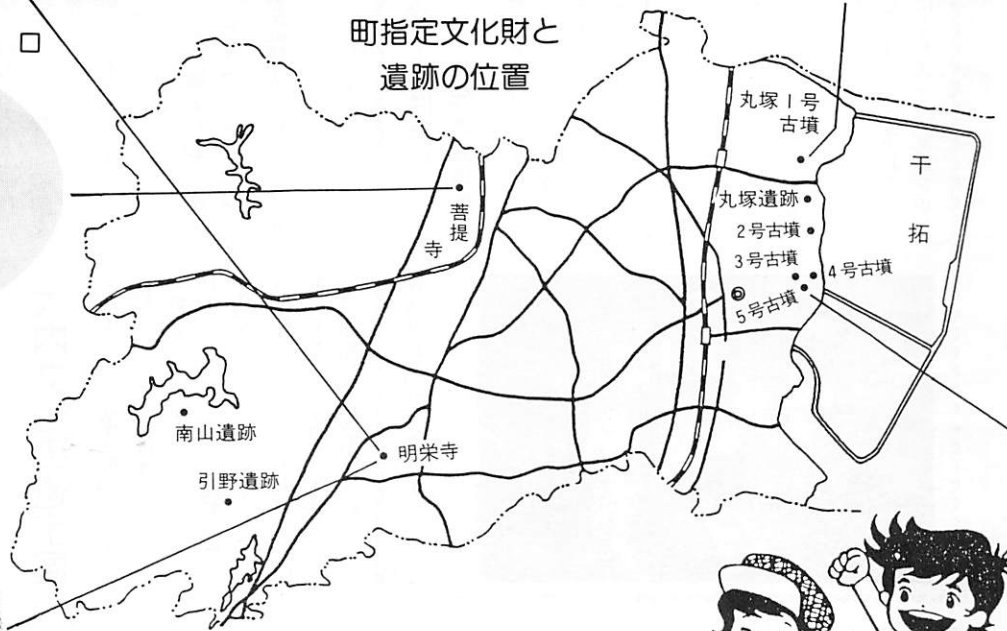 町指定文化財と
遺跡の位置
丸塚1号
古墳
干拓
丸塚遺跡
2号古墳
3号古墳
4号古墳
5号古墳
菩提寺
南山遺跡
明栄寺
引野遺跡